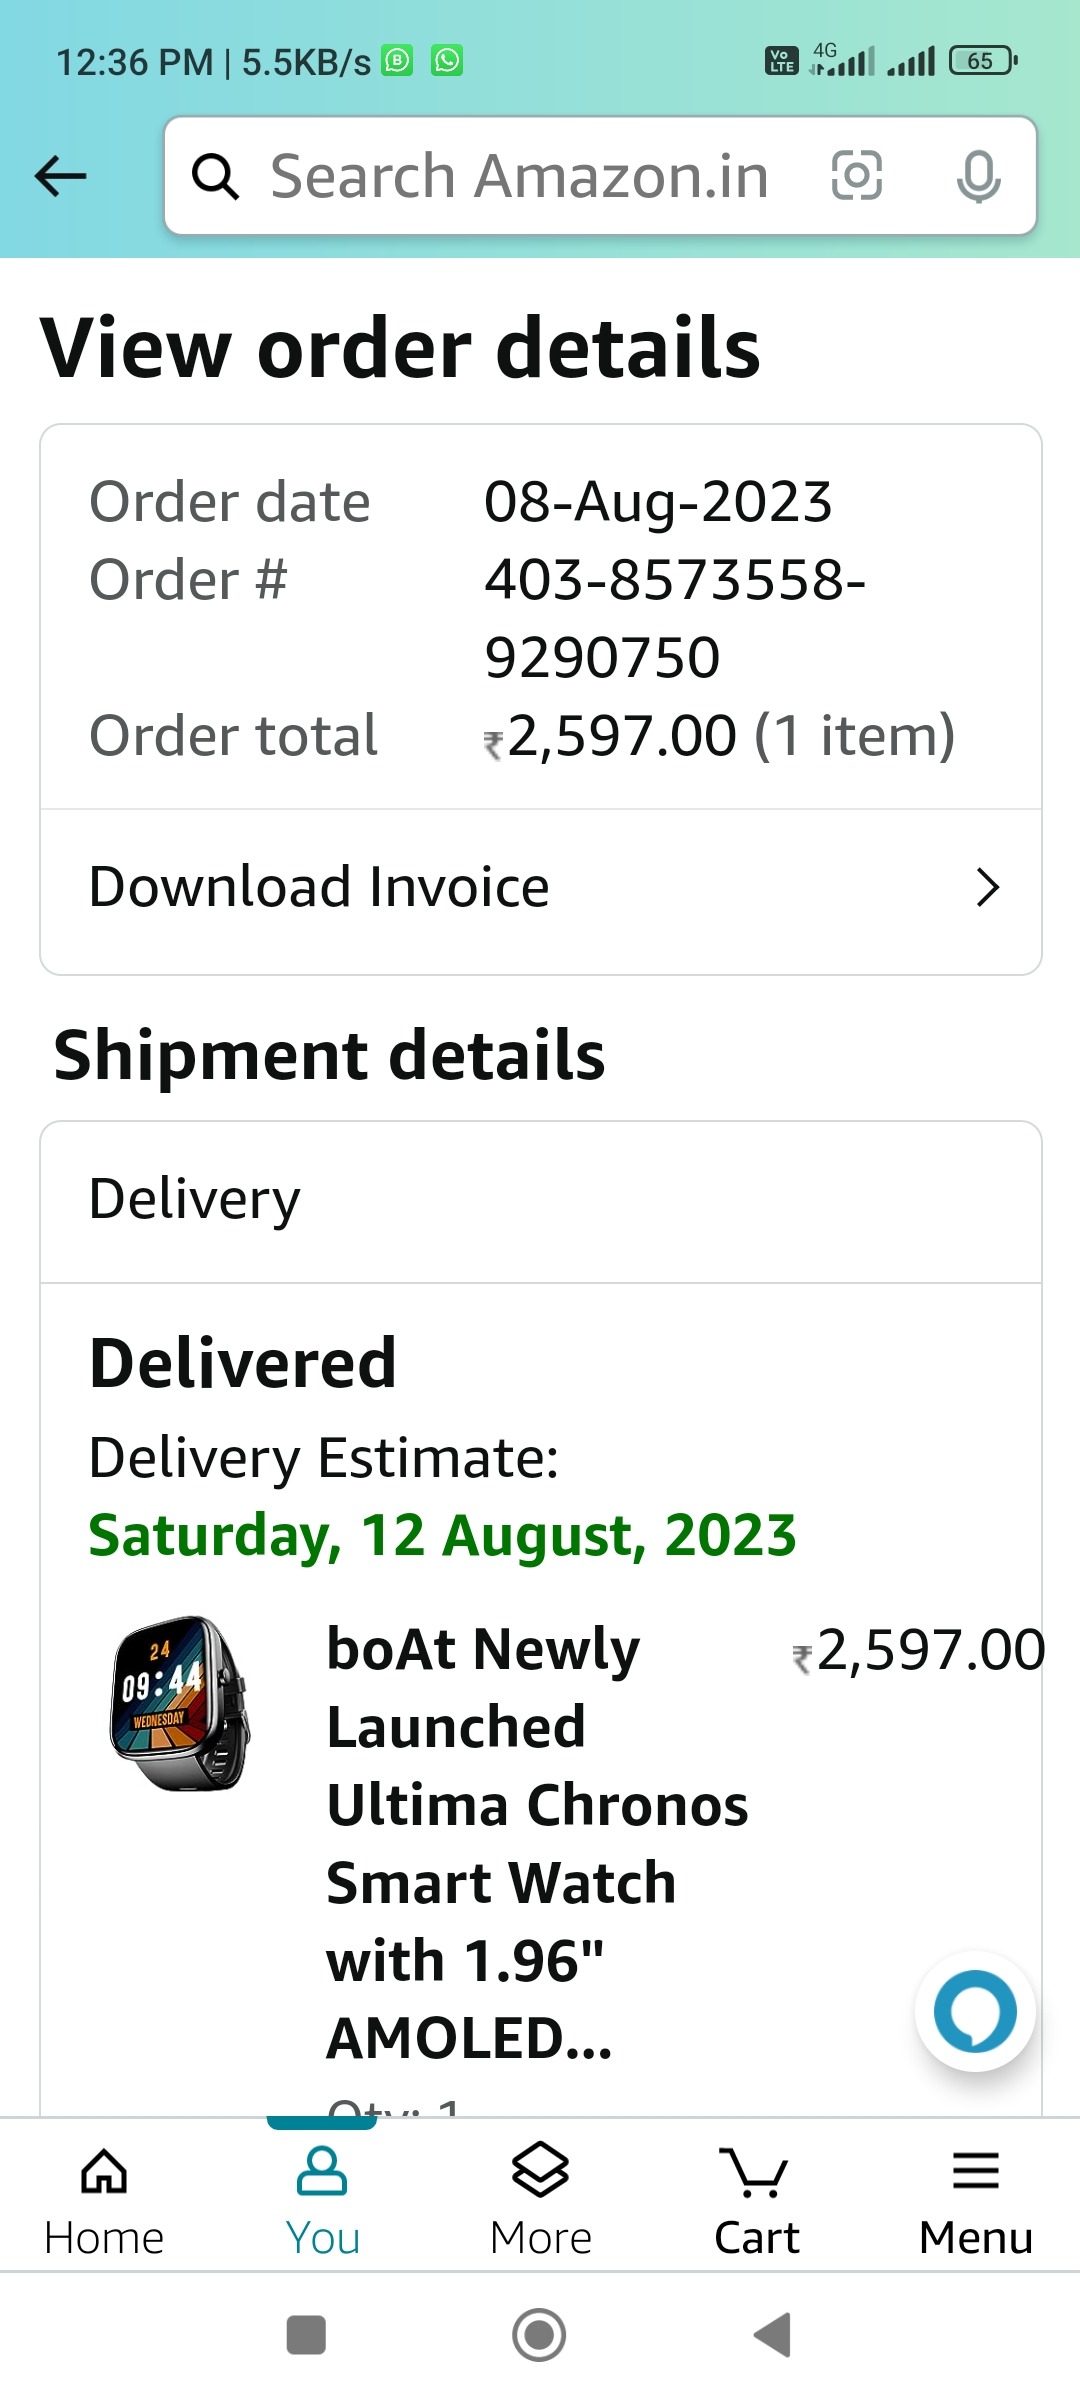 12:36 PM | 5.5KB/s
Vo LTE 4G 65
Search Amazon.in
View order details
Order date 08-Aug-2023
Order # 403-8573558-
9290750
Order total ₹2,597.00 (1 item)
Download Invoice
Shipment details
Delivery
Delivered
Delivery Estimate:
Saturday, 12 August, 2023
24
09:44
WEDNESDAY
boAt Newly ₹2,597.00
Launched
Ultima Chronos
Smart Watch
with 1.96"
AMOLED...
Qty: 1
Home You More Cart Menu